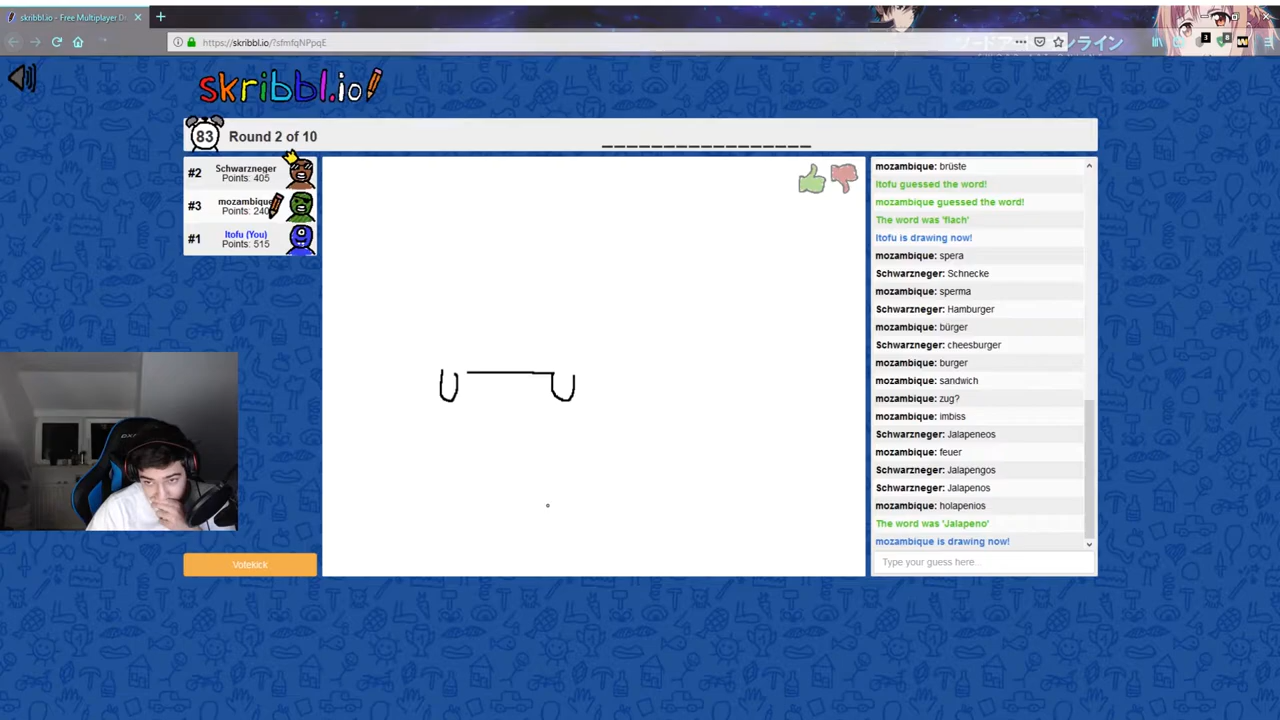 skribbl.io - Free Multiplayer Dr
https://skribbl.io/?sfmfqNPpqE
3
8
skribbl.io
83
Round 2 of 10
_________________
#2
Schwarzneger
Points: 405
#3
mozambique
Points: 240
#1
Itofu (You)
Points: 515
mozambique: brüste
Itofu guessed the word!
mozambique guessed the word!
The word was 'flach'
Itofu is drawing now!
mozambique: spera
Schwarzneger: Schnecke
mozambique: sperma
Schwarzneger: Hamburger
mozambique: bürger
Schwarzneger: cheesburger
mozambique: burger
mozambique: sandwich
mozambique: zug?
mozambique: imbiss
Schwarzneger: Jalapeneos
mozambique: feuer
Schwarzneger: Jalapengos
Schwarzneger: Jalapenos
mozambique: holapenios
The word was 'Jalapeno'
mozambique is drawing now!
Type your guess here...
Votekick